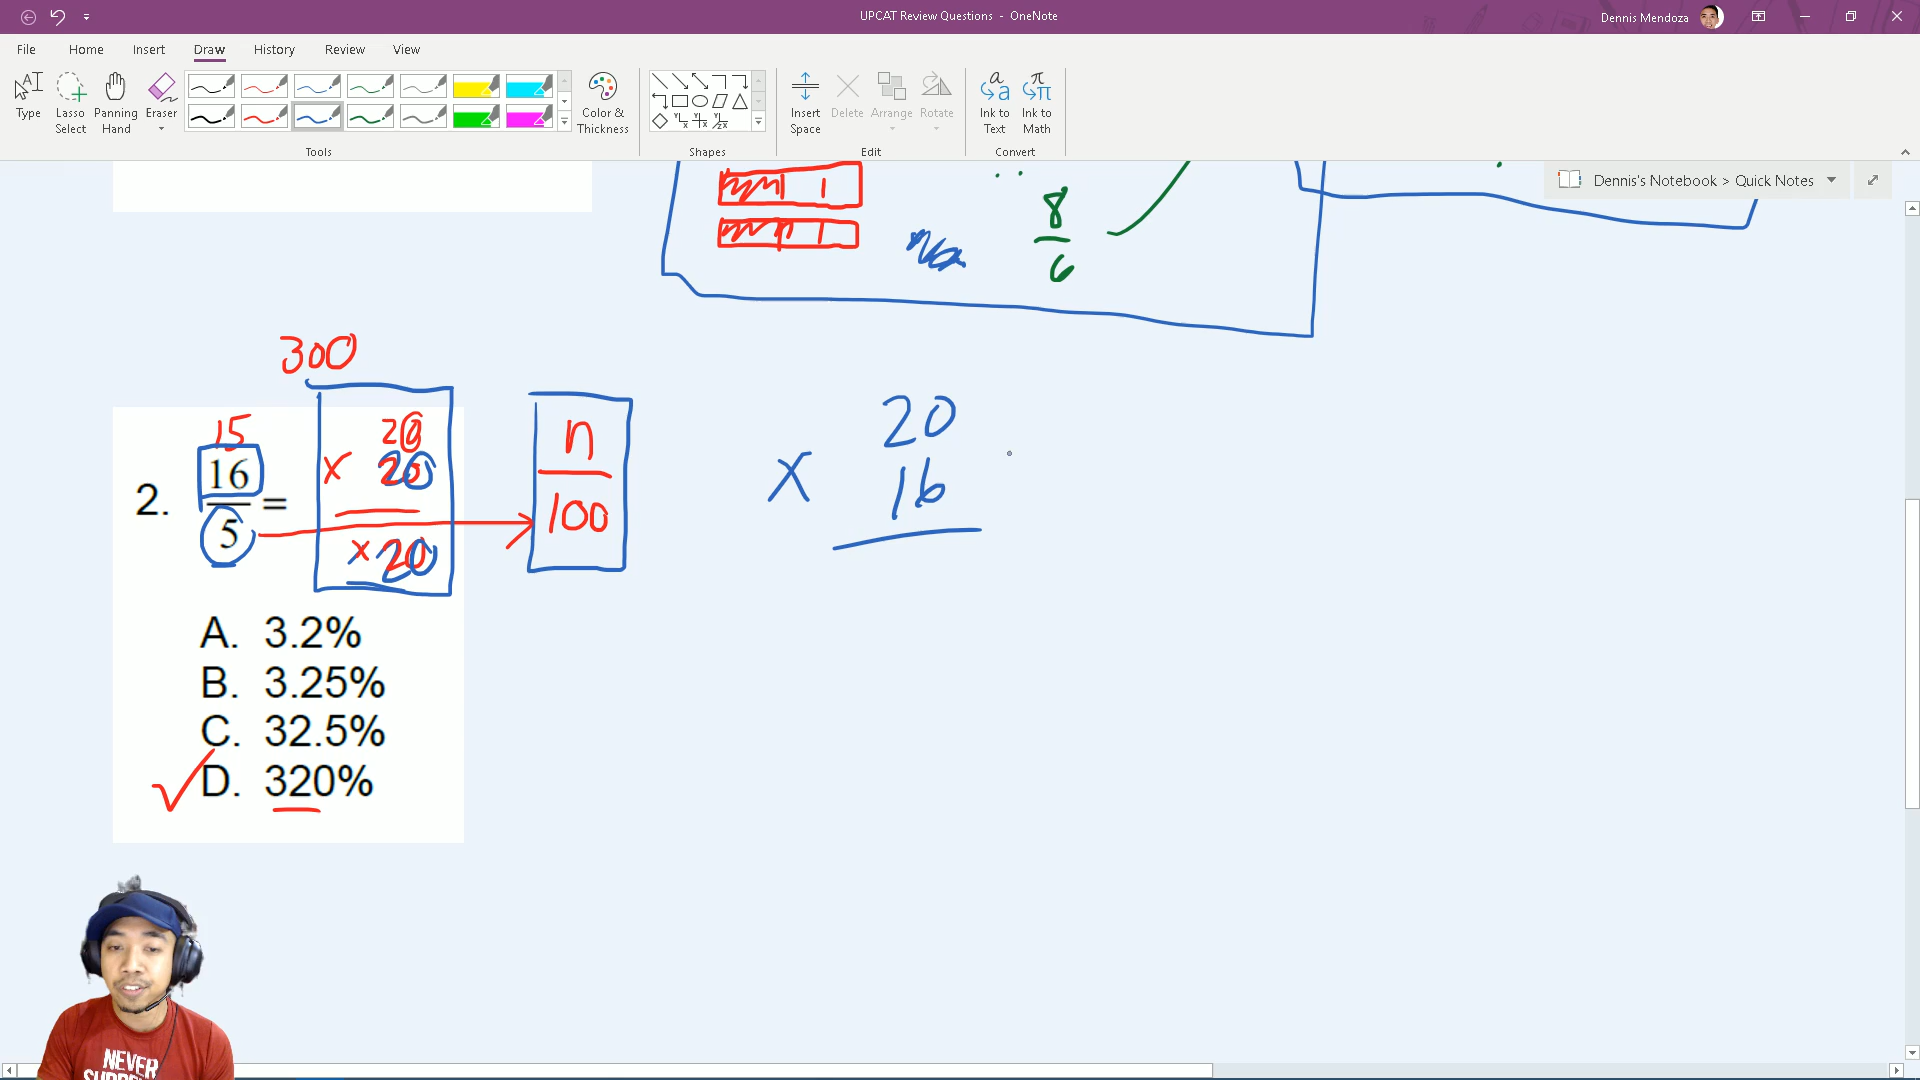 UPCAT Review Questions - OneNote
Dennis Mendoza
File Home Insert Draw History Review View
Type
Lasso Select
Panning Hand
Eraser
Color & Thickness
Insert Space
Delete
Arrange
Rotate
Ink to Text
Ink to Math
Tools
Shapes
Edit
Convert
Dennis's Notebook > Quick Notes
8
6
300
15
2. 16/5 =
20
x 20
x 20
n
100
20
x 16
A. 3.2%
B. 3.25%
C. 32.5%
D. 320%
NEVER